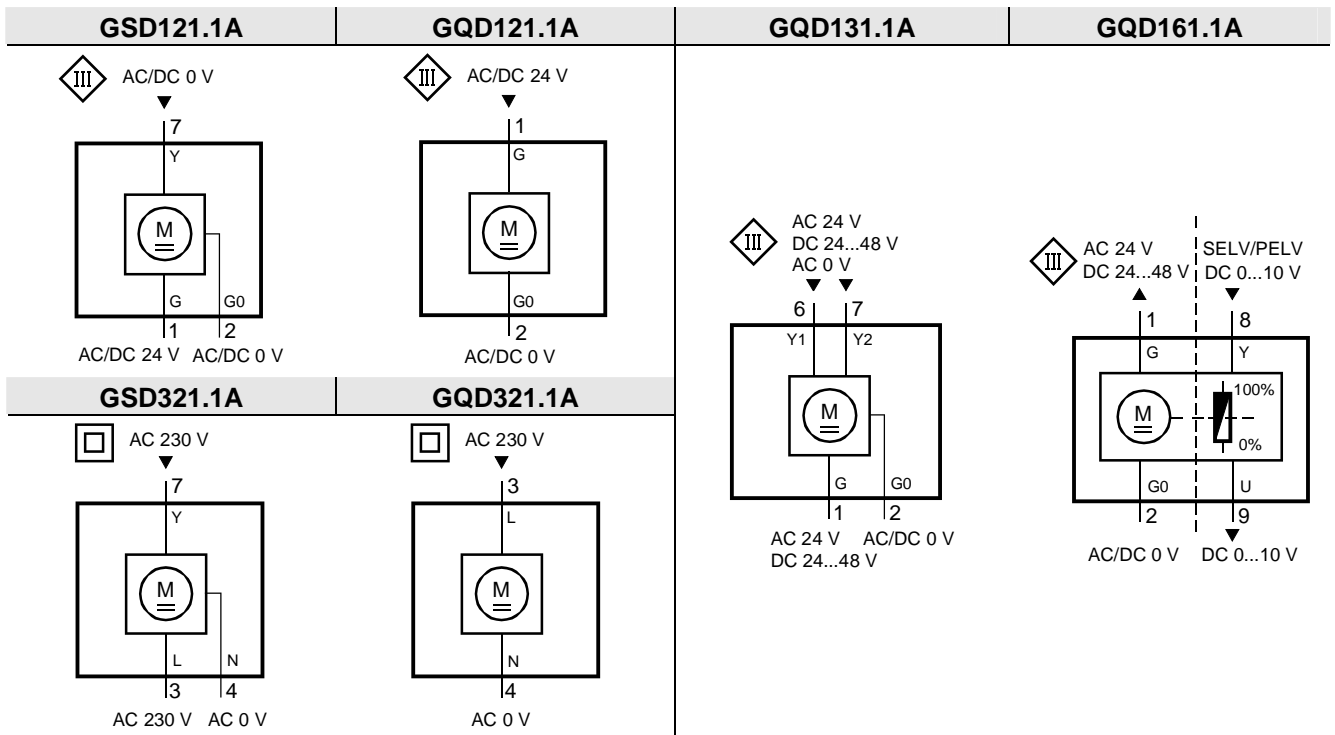 GSD121.1A
GQD121.1A
GQD131.1A
GQD161.1A
III
AC/DC 0 V
7
Y
M
G
G0
1
2
AC/DC 24 V
AC/DC 0 V
III
AC/DC 24 V
1
G
M
G0
2
AC/DC 0 V
GSD321.1A
GQD321.1A
AC 230 V
7
Y
M
L
N
3
4
AC 230 V
AC 0 V
AC 230 V
3
L
M
N
4
AC 0 V
III
AC 24 V
DC 24...48 V
AC 0 V
6
7
Y1
Y2
M
G
G0
1
2
AC 24 V
AC/DC 0 V
DC 24...48 V
III
AC 24 V
DC 24...48 V
SELV/PELV
DC 0...10 V
1
8
G
Y
100%
M
0%
G0
U
2
9
AC/DC 0 V
DC 0...10 V